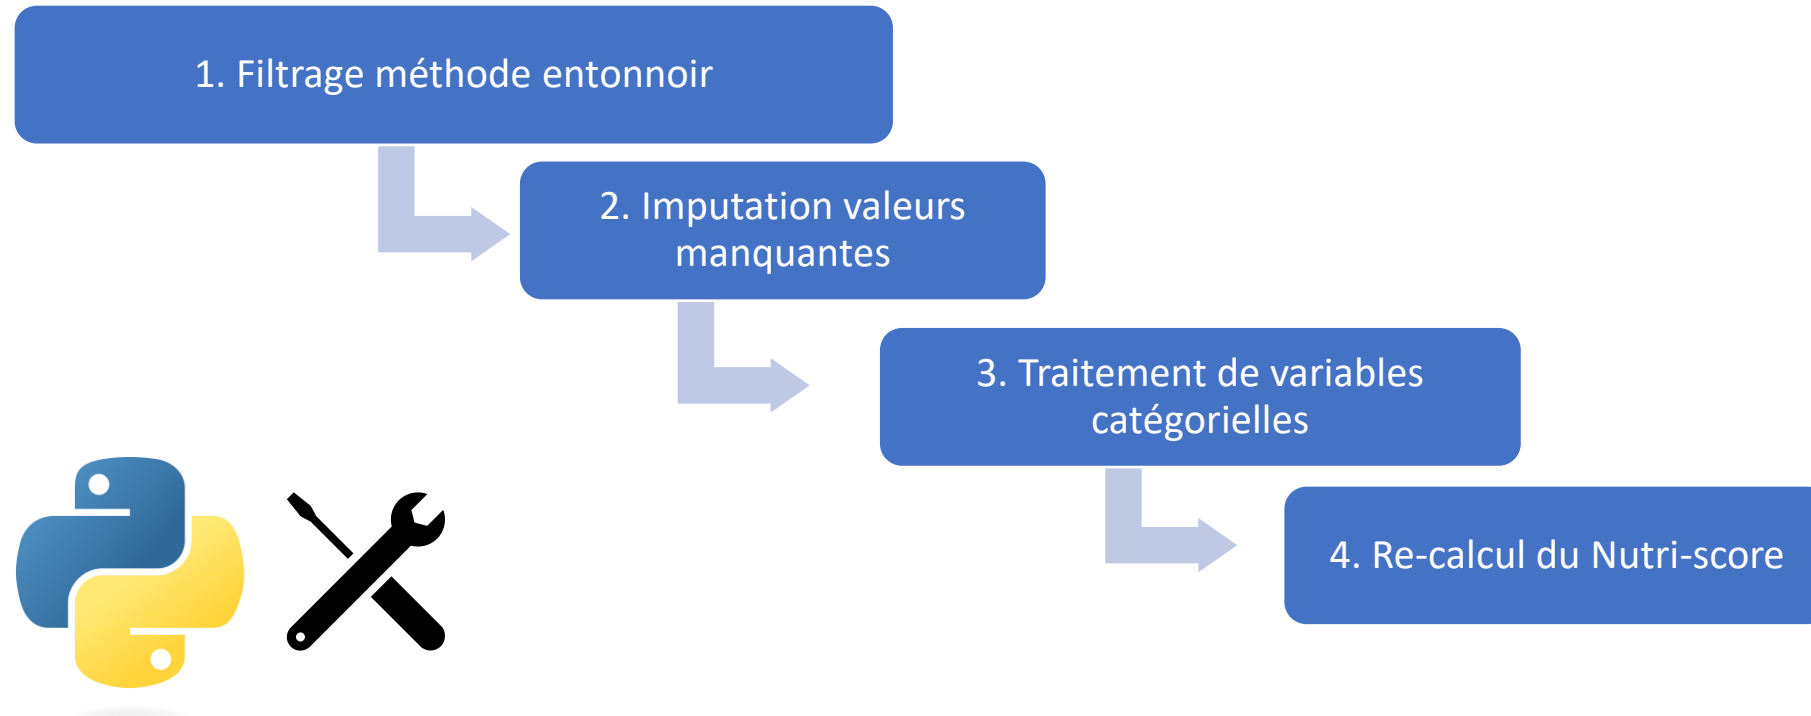 1. Filtrage méthode entonnoir
2. Imputation valeurs
manquantes
3. Traitement de variables
catégorielles
4. Re-calcul du Nutri-score